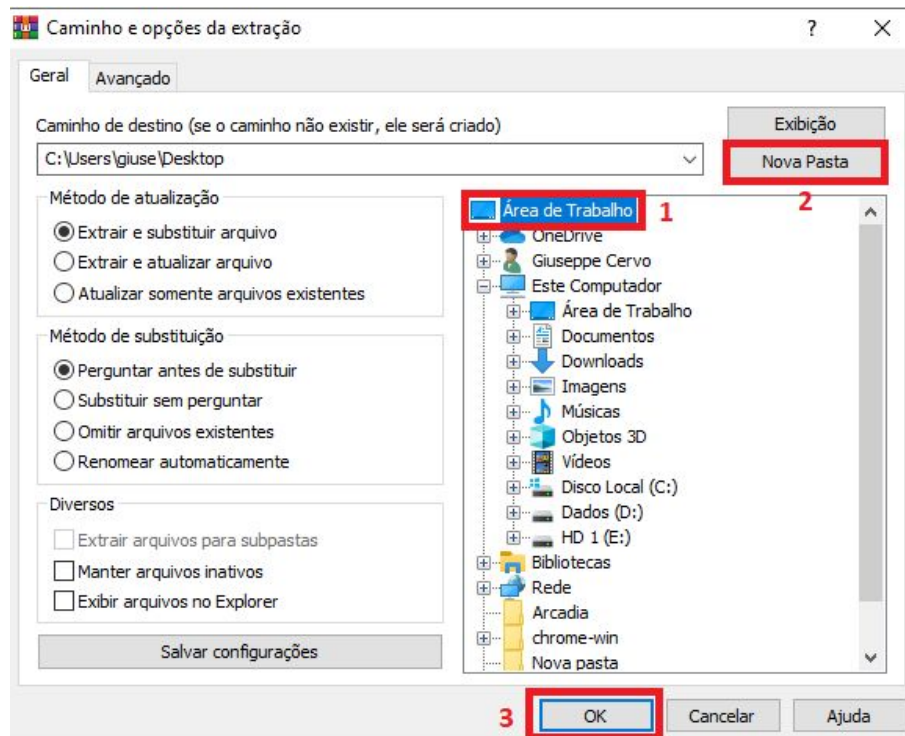 Caminho e opções da extração
Geral
Avançado
Caminho de destino (se o caminho não existir, ele será criado)
Exibição
C:\Users\giuse\Desktop
Nova Pasta
2
Método de atualização
Extrair e substituir arquivo
Extrair e atualizar arquivo
Atualizar somente arquivos existentes
Método de substituição
Perguntar antes de substituir
Substituir sem perguntar
Omitir arquivos existentes
Renomear automaticamente
Diversos
Extrair arquivos para subpastas
Manter arquivos inativos
Exibir arquivos no Explorer
Salvar configurações
Área de Trabalho
1
OneDrive
Giuseppe Cervo
Este Computador
Área de Trabalho
Documentos
Downloads
Imagens
Músicas
Objetos 3D
Vídeos
Disco Local (C:)
Dados (D:)
HD 1 (E:)
Bibliotecas
Rede
Arcadia
chrome-win
Nova pasta
3
OK
Cancelar
Ajuda